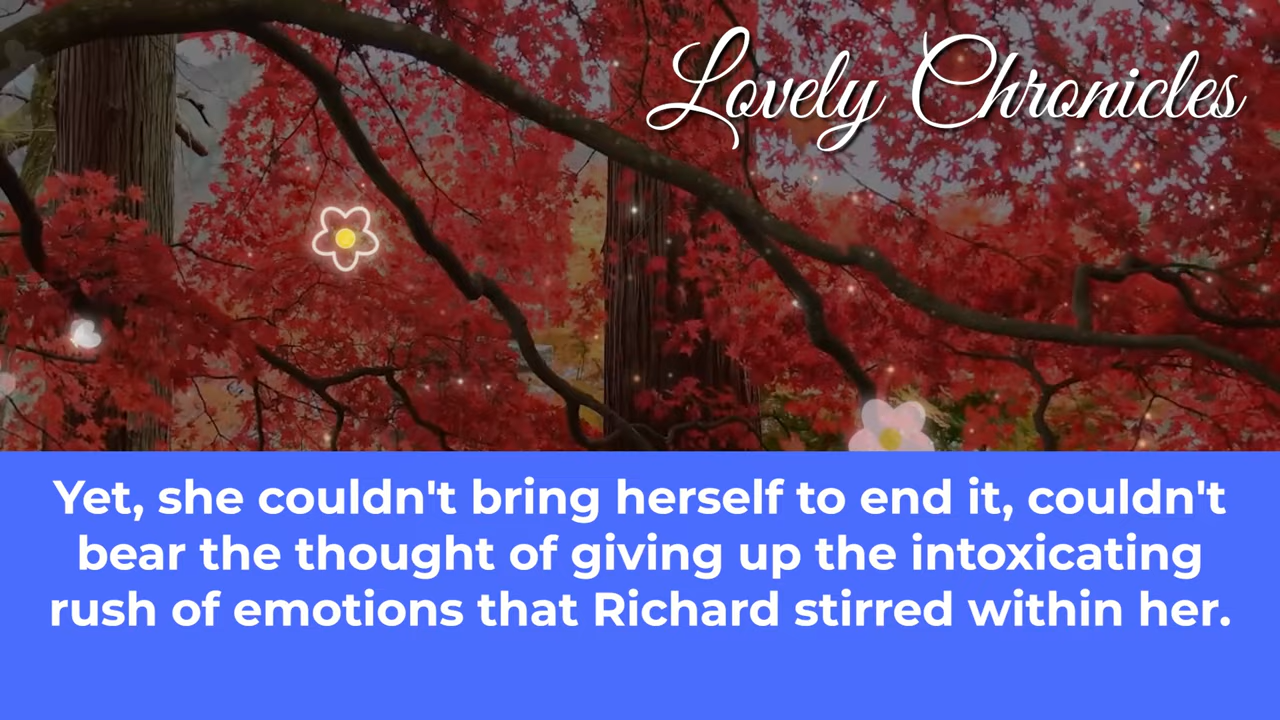 Lovely Chronicles
Yet, she couldn't bring herself to end it, couldn't
bear the thought of giving up the intoxicating
rush of emotions that Richard stirred within her.